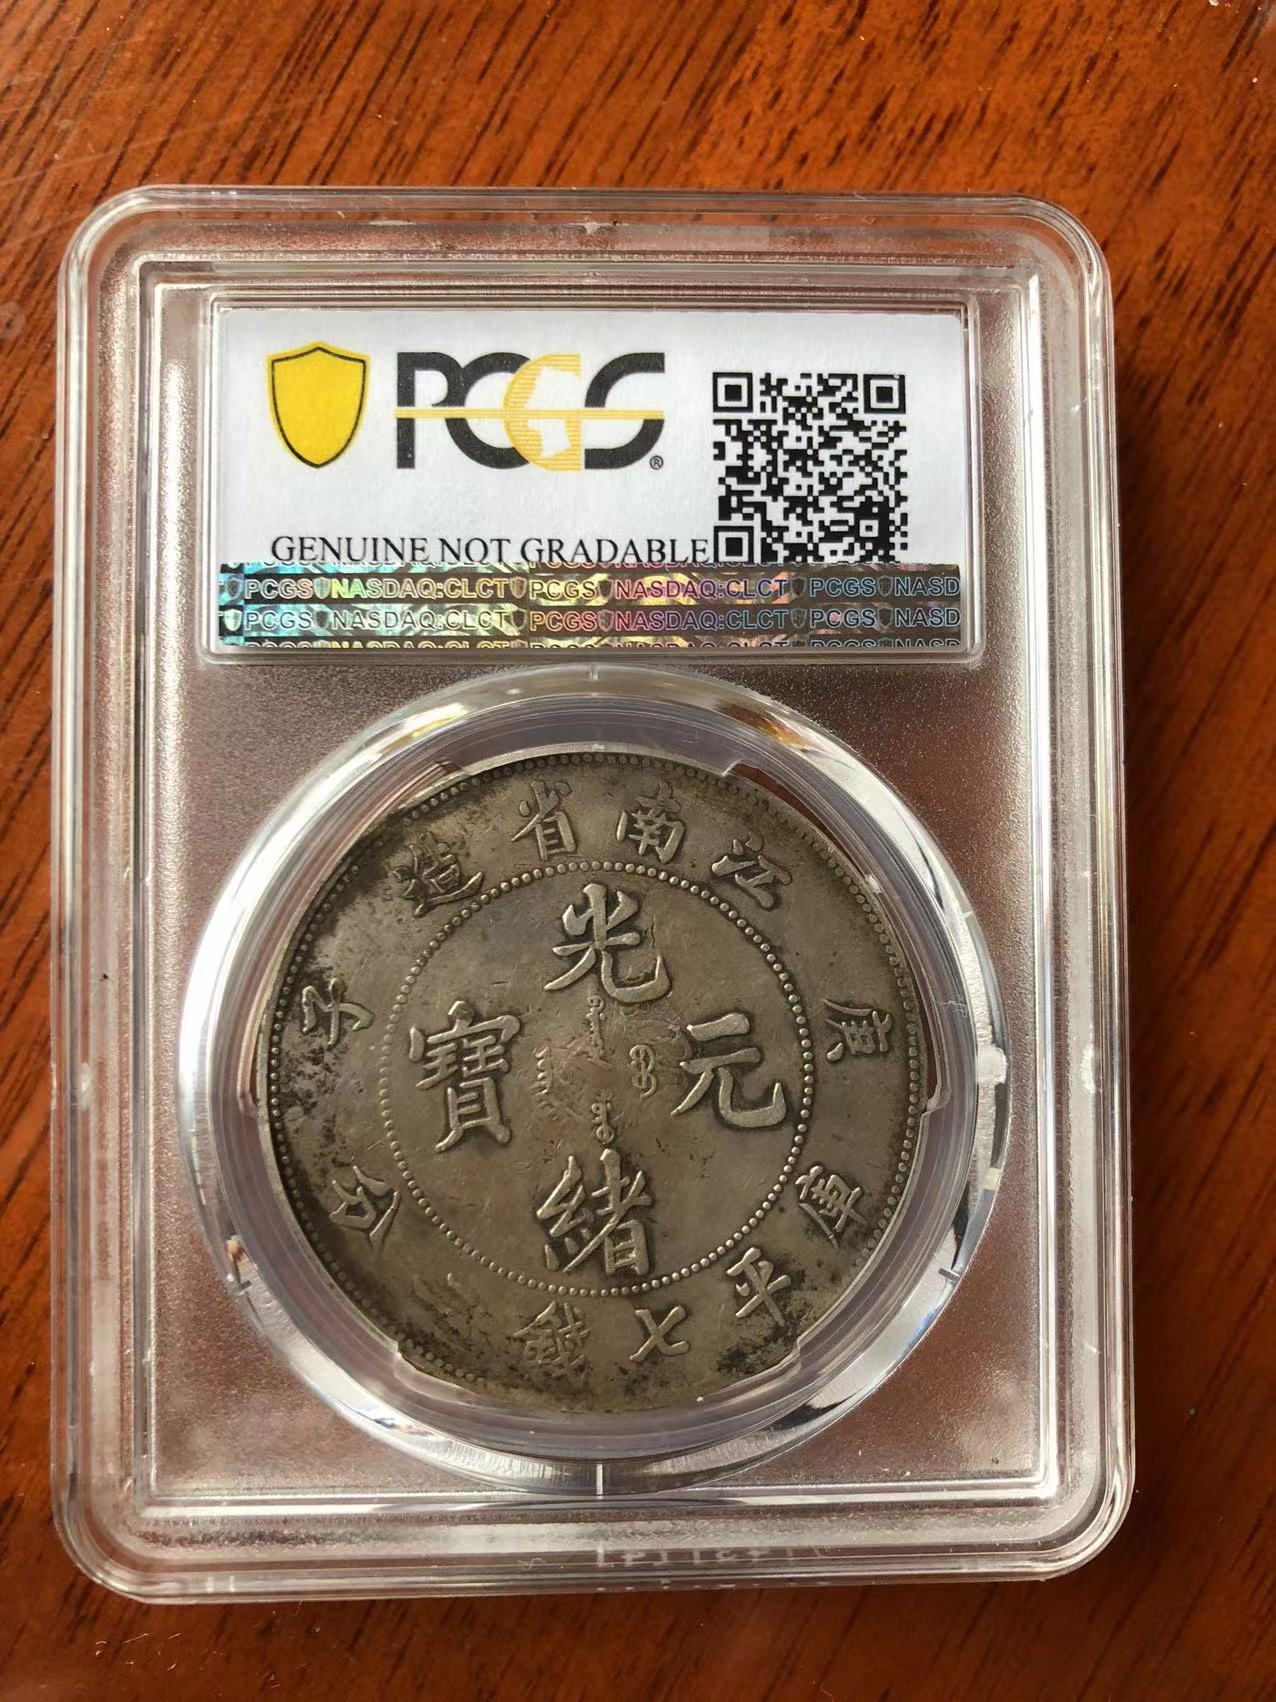 PCGS®
GENUINE NOT GRADABLE
PCGS NASDAQ:CLCT PCGS NASDAQ:CLCT PCGS NASD
PCGS NASDAQ:CLCT PCGS NASDAQ:CLCT PCGS NASD
江南省造
庚子
光緒元寶
庫平七錢二分